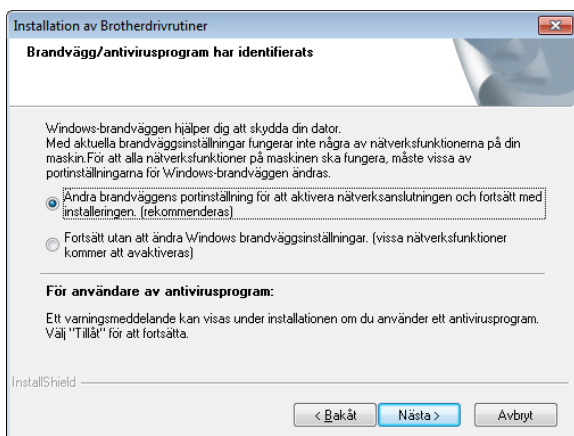 Installation av Brotherdrivrutiner
Brandvägg/antivirusprogram har identifierats
Windows-brandväggen hjälper dig att skydda din dator.
Med aktuella brandväggsinställningar fungerar inte några av nätverksfunktionerna på din
maskin.För att alla nätverksfunktioner på maskinen ska fungera, måste vissa av
portinställningarna för Windows-brandväggen ändras.
Ändra brandväggens portinställning för att aktivera nätverksanslutningen och fortsätt med
installeringen. (rekommenderas)
Fortsätt utan att ändra Windows brandväggsinställningar. (vissa nätverksfunktioner
kommer att avaktiveras)
För användare av antivirusprogram:
Ett varningsmeddelande kan visas under installationen om du använder ett antivirusprogram.
Välj "Tillåt" för att fortsätta.
InstallShield
< Bakåt
Nästa >
Avbryt